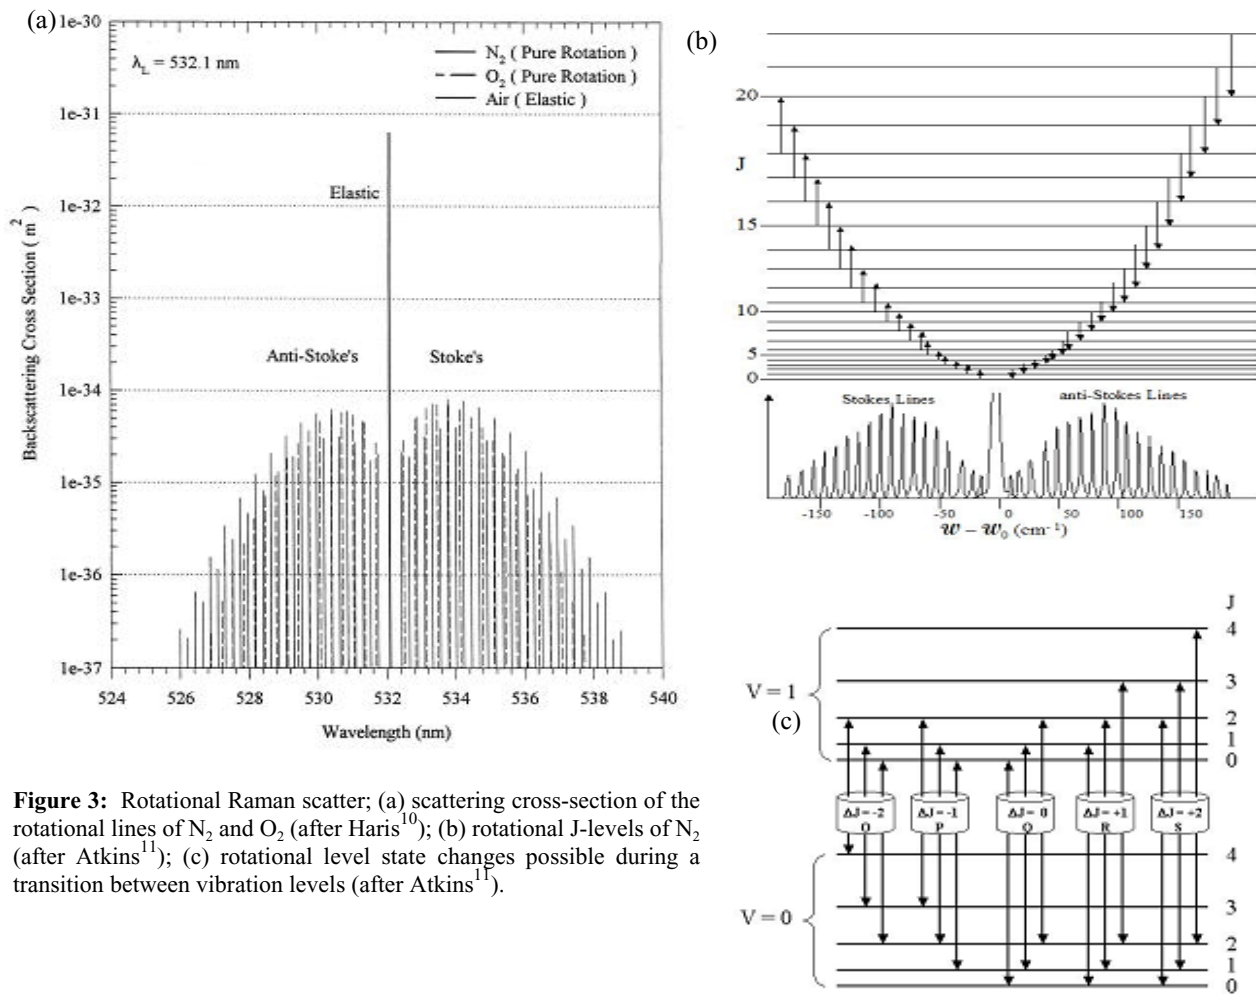 (a)
1e-30
1e-31
1e-32
1e-33
1e-34
1e-35
1e-36
1e-37
Backscattering Cross Section ( m2 )
λL = 532.1 nm
N2 ( Pure Rotation )
O2 ( Pure Rotation )
Air ( Elastic )
Elastic
Anti-Stoke's
Stoke's
524 526 528 530 532 534 536 538 540
Wavelength (nm)
(b)
20
J
15
10
5
0
Stokes Lines
anti-Stokes Lines
-150 -100 -50 0 50 100 150
w – w0 (cm-1)
(c)
J
4
3
2
1
0
V = 1
ΔJ = -2
O
ΔJ = -1
P
ΔJ = 0
Q
ΔJ = +1
R
ΔJ = +2
S
V = 0
4
3
2
1
0
Figure 3: Rotational Raman scatter; (a) scattering cross-section of the
rotational lines of N2 and O2 (after Haris10); (b) rotational J-levels of N2
(after Atkins11); (c) rotational level state changes possible during a
transition between vibration levels (after Atkins11).